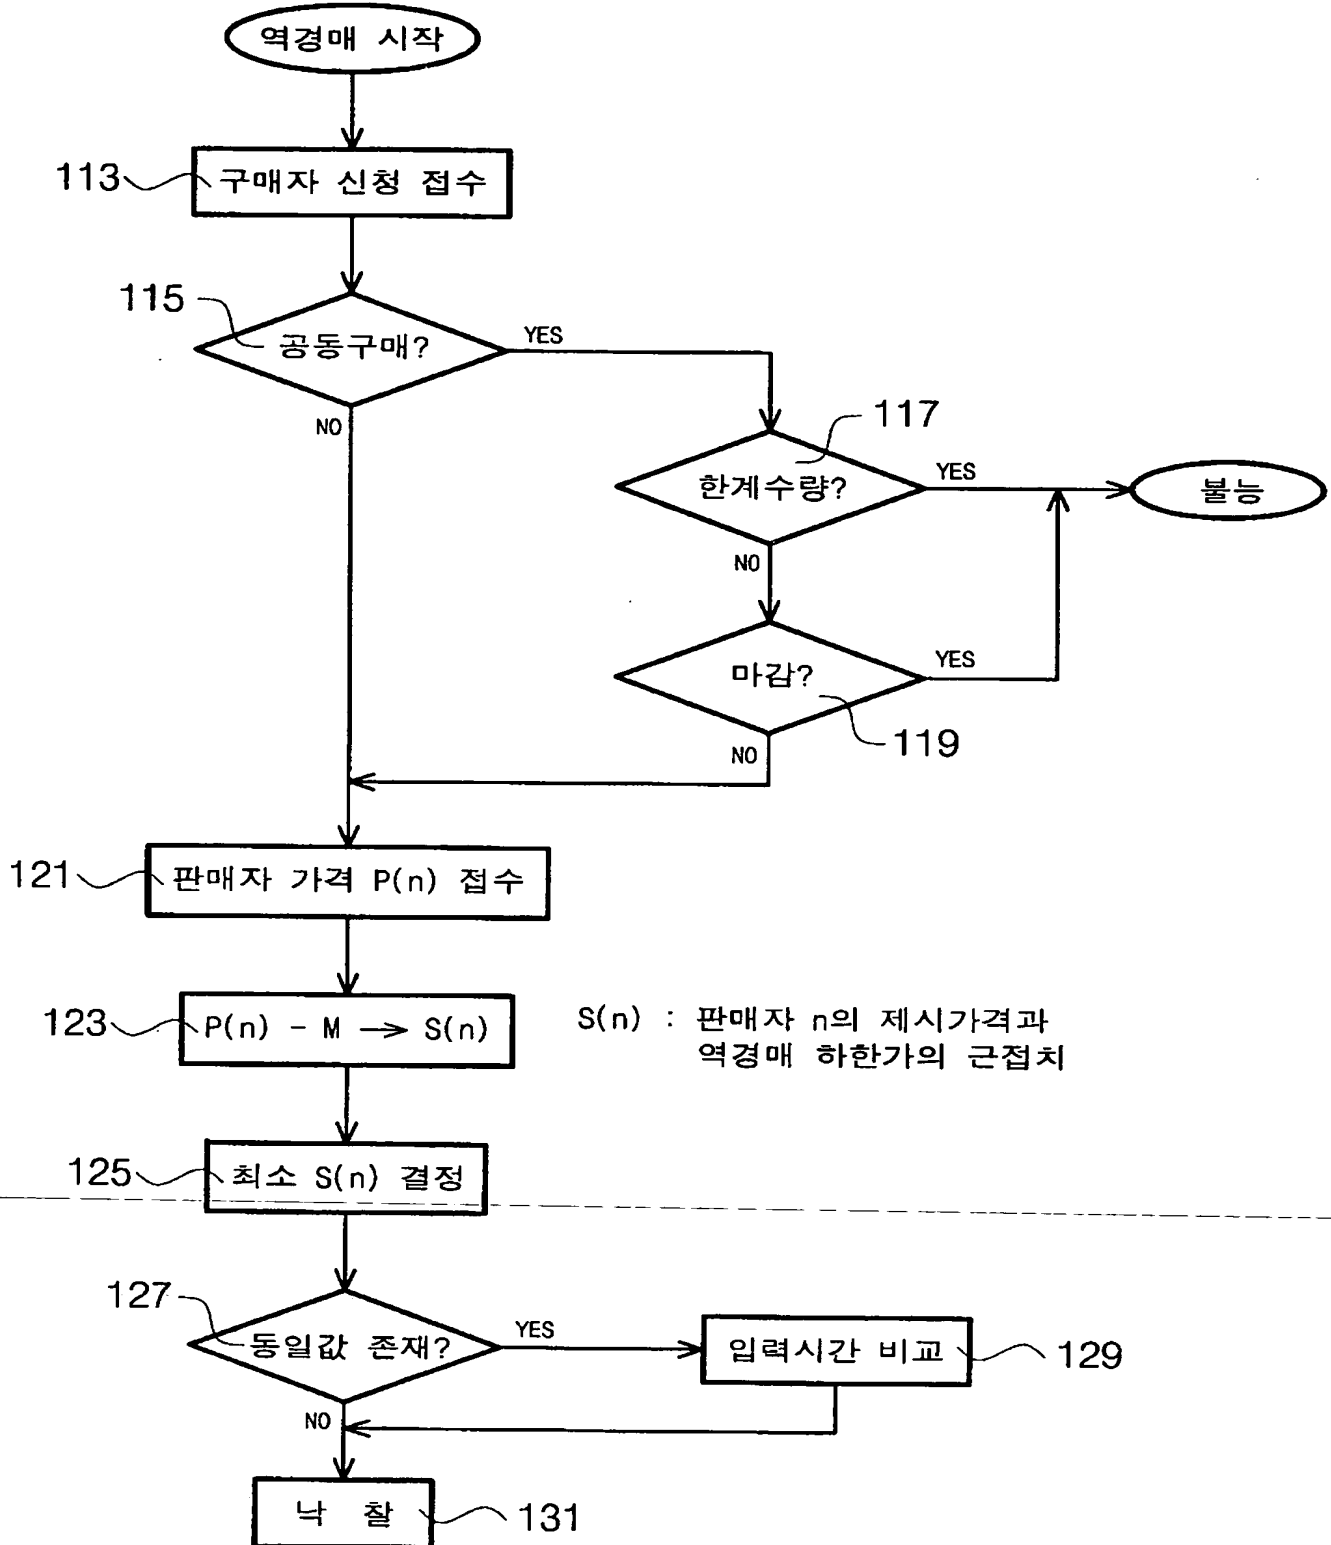 역경매 시작
113
구매자 신청 접수
115
공동구매?
YES
NO
117
한계수량?
YES
불능
NO
마감?
YES
119
NO
121
판매자 가격 P(n) 접수
123
P(n) - M → S(n)
S(n) : 판매자 n의 제시가격과
역경매 하한가의 근접치
125
최소 S(n) 결정
127
동일값 존재?
YES
입력시간 비교
129
NO
낙 찰
131